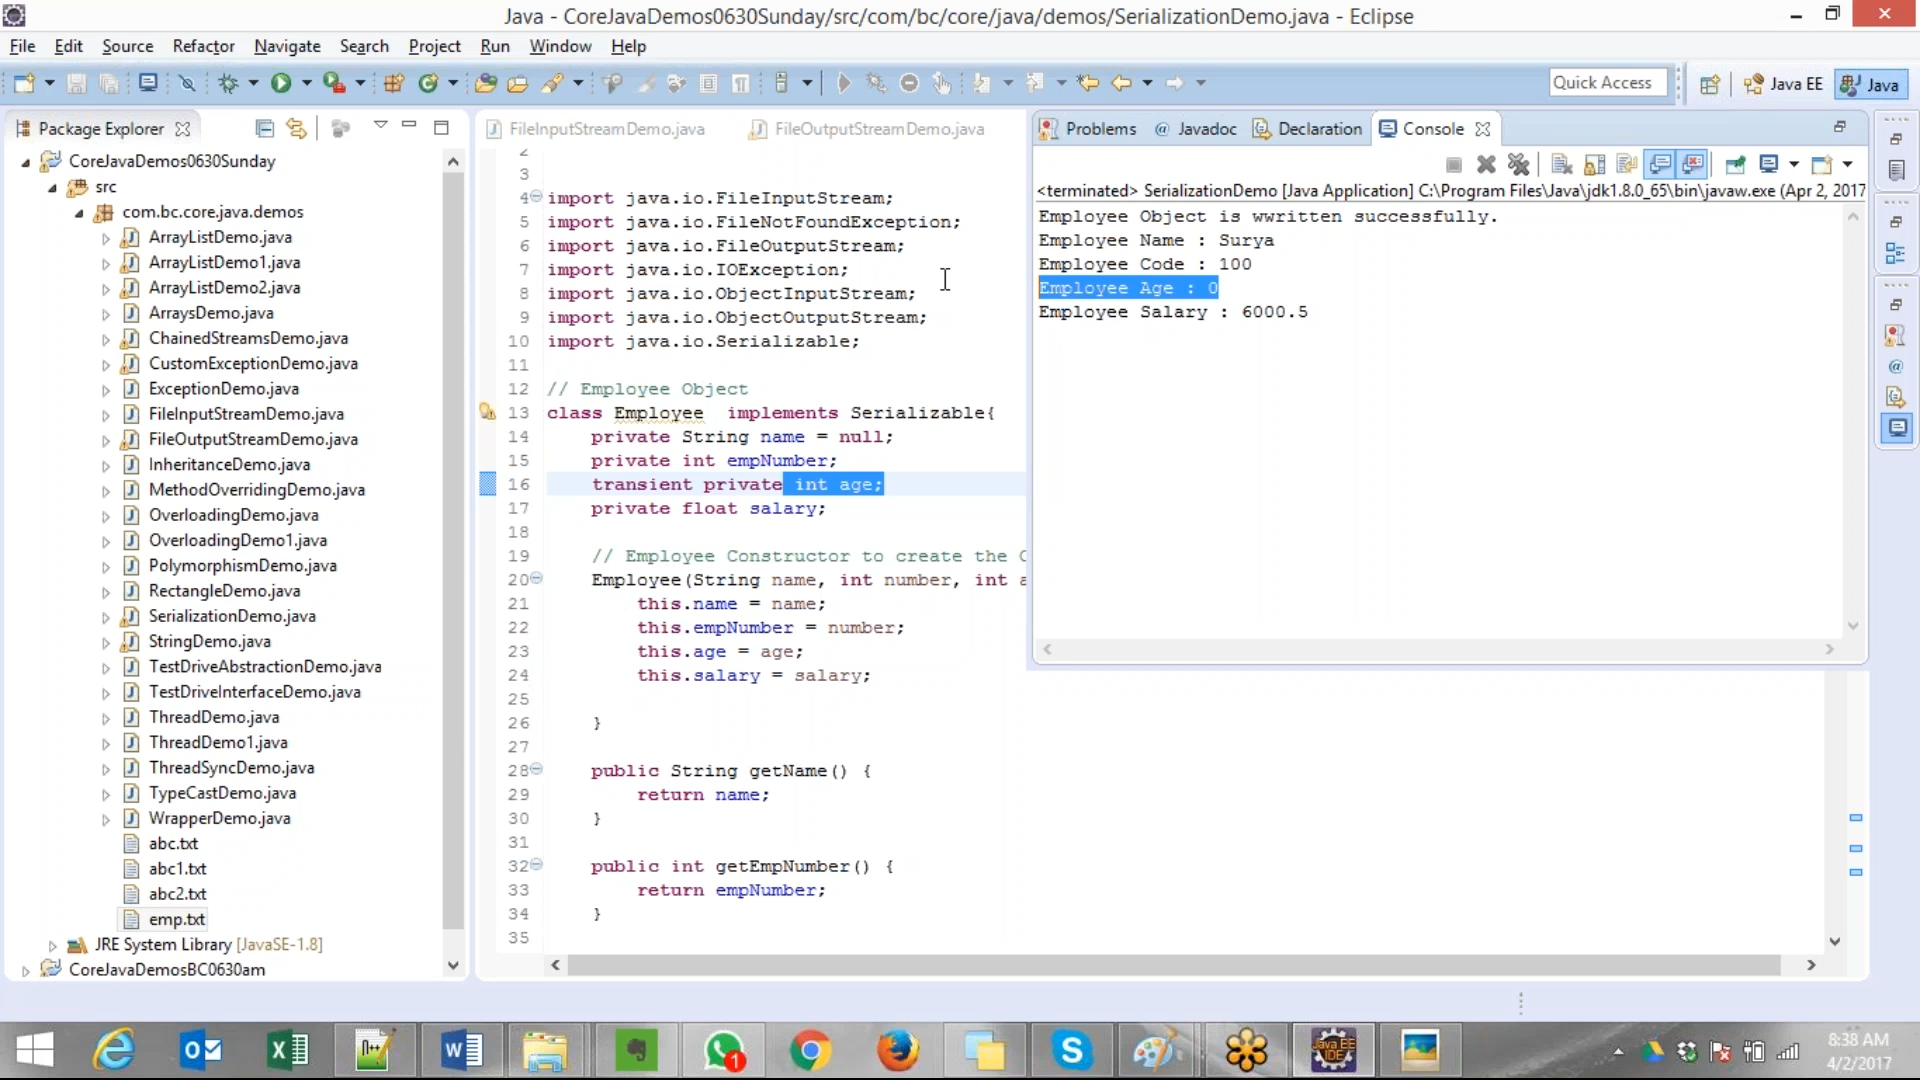 Java - CoreJavaDemos0630Sunday/src/com/bc/core/java/demos/SerializationDemo.java - Eclipse
File Edit Source Refactor Navigate Search Project Run Window Help
Quick Access
Java EE
Java
Package Explorer
CoreJavaDemos0630Sunday
src
com.bc.core.java.demos
ArrayListDemo.java
ArrayListDemo1.java
ArrayListDemo2.java
ArraysDemo.java
ChainedStreamsDemo.java
CustomExceptionDemo.java
ExceptionDemo.java
FileInputStreamDemo.java
FileOutputStreamDemo.java
InheritanceDemo.java
MethodOverridingDemo.java
OverloadingDemo.java
OverloadingDemo1.java
PolymorphismDemo.java
RectangleDemo.java
SerializationDemo.java
StringDemo.java
TestDriveAbstractionDemo.java
TestDriveInterfaceDemo.java
ThreadDemo.java
ThreadDemo1.java
ThreadSyncDemo.java
TypeCastDemo.java
WrapperDemo.java
abc.txt
abc1.txt
abc2.txt
emp.txt
JRE System Library [JavaSE-1.8]
CoreJavaDemosBC0630am
FileInputStreamDemo.java
FileOutputStreamDemo.java
2
3
4 import java.io.FileInputStream;
5 import java.io.FileNotFoundException;
6 import java.io.FileOutputStream;
7 import java.io.IOException;
8 import java.io.ObjectInputStream;
9 import java.io.ObjectOutputStream;
10 import java.io.Serializable;
11
12 // Employee Object
13 class Employee  implements Serializable{
14 private String name = null;
15 private int empNumber;
16 transient private int age;
17 private float salary;
18
19 // Employee Constructor to create the
20 Employee(String name, int number, int a
21 this.name = name;
22 this.empNumber = number;
23 this.age = age;
24 this.salary = salary;
25
26 }
27
28 public String getName() {
29 return name;
30 }
31
32 public int getEmpNumber() {
33 return empNumber;
34 }
35
Problems
Javadoc
Declaration
Console
<terminated> SerializationDemo [Java Application] C:\Program Files\Java\jdk1.8.0_65\bin\javaw.exe (Apr 2, 2017
Employee Object is wwritten successfully.
Employee Name : Surya
Employee Code : 100
Employee Age : 0
Employee Salary : 6000.5
1
Java EE
IDE
8:38 AM
4/2/2017